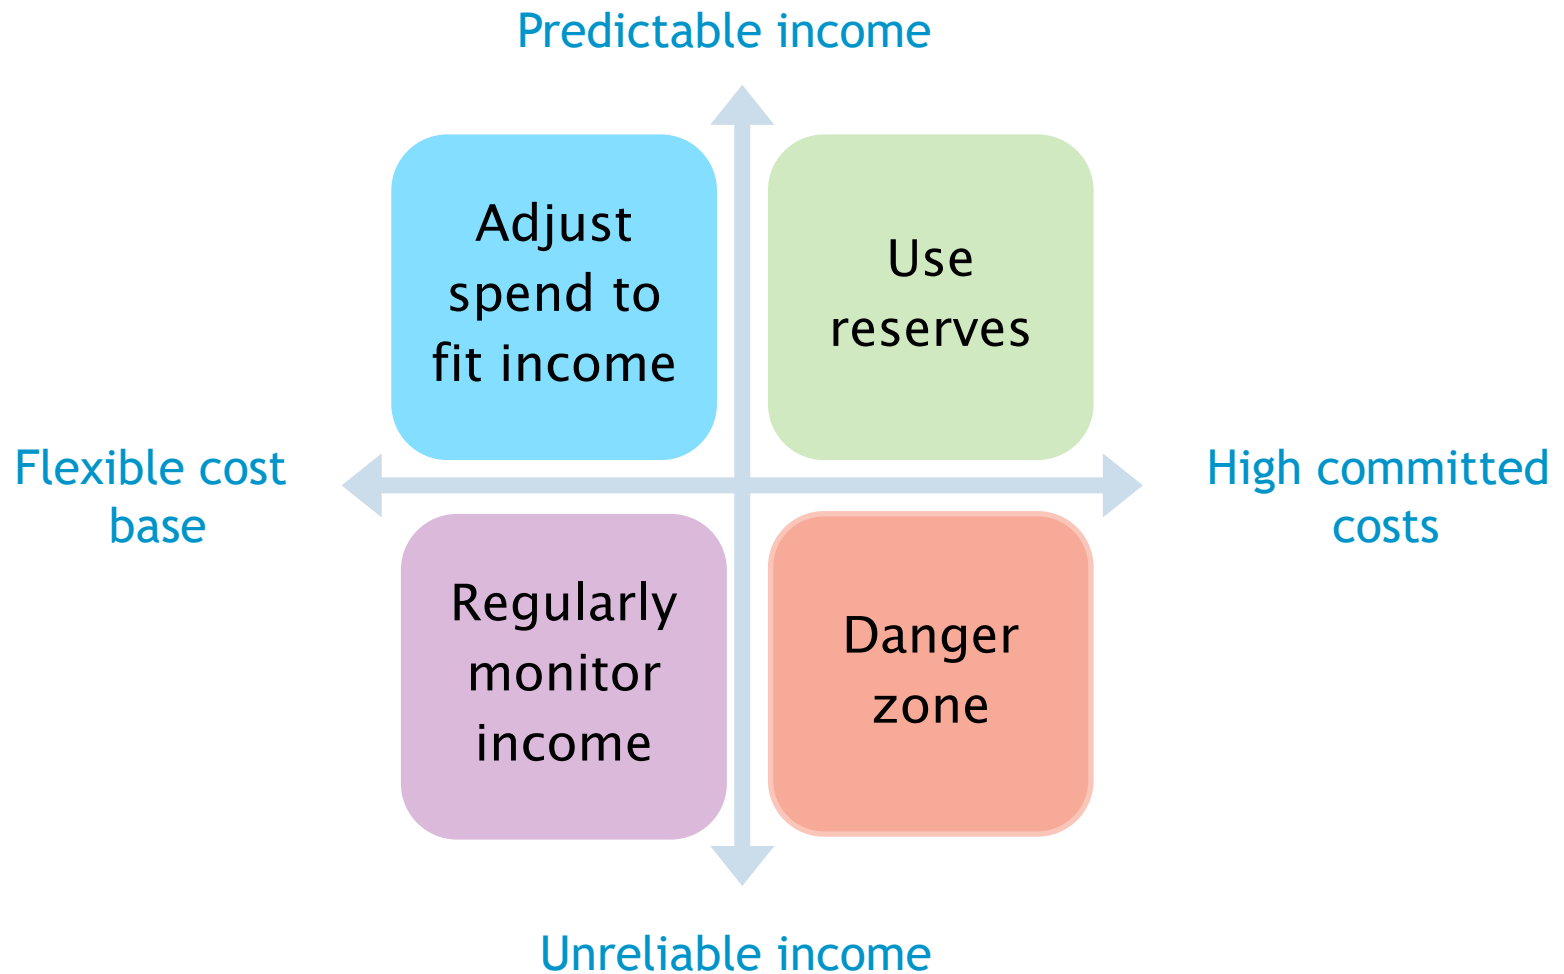 Predictable income
Adjust
spend to
fit income
Use
reserves
Flexible cost
base
High committed
costs
Regularly
monitor
income
Danger
zone
Unreliable income